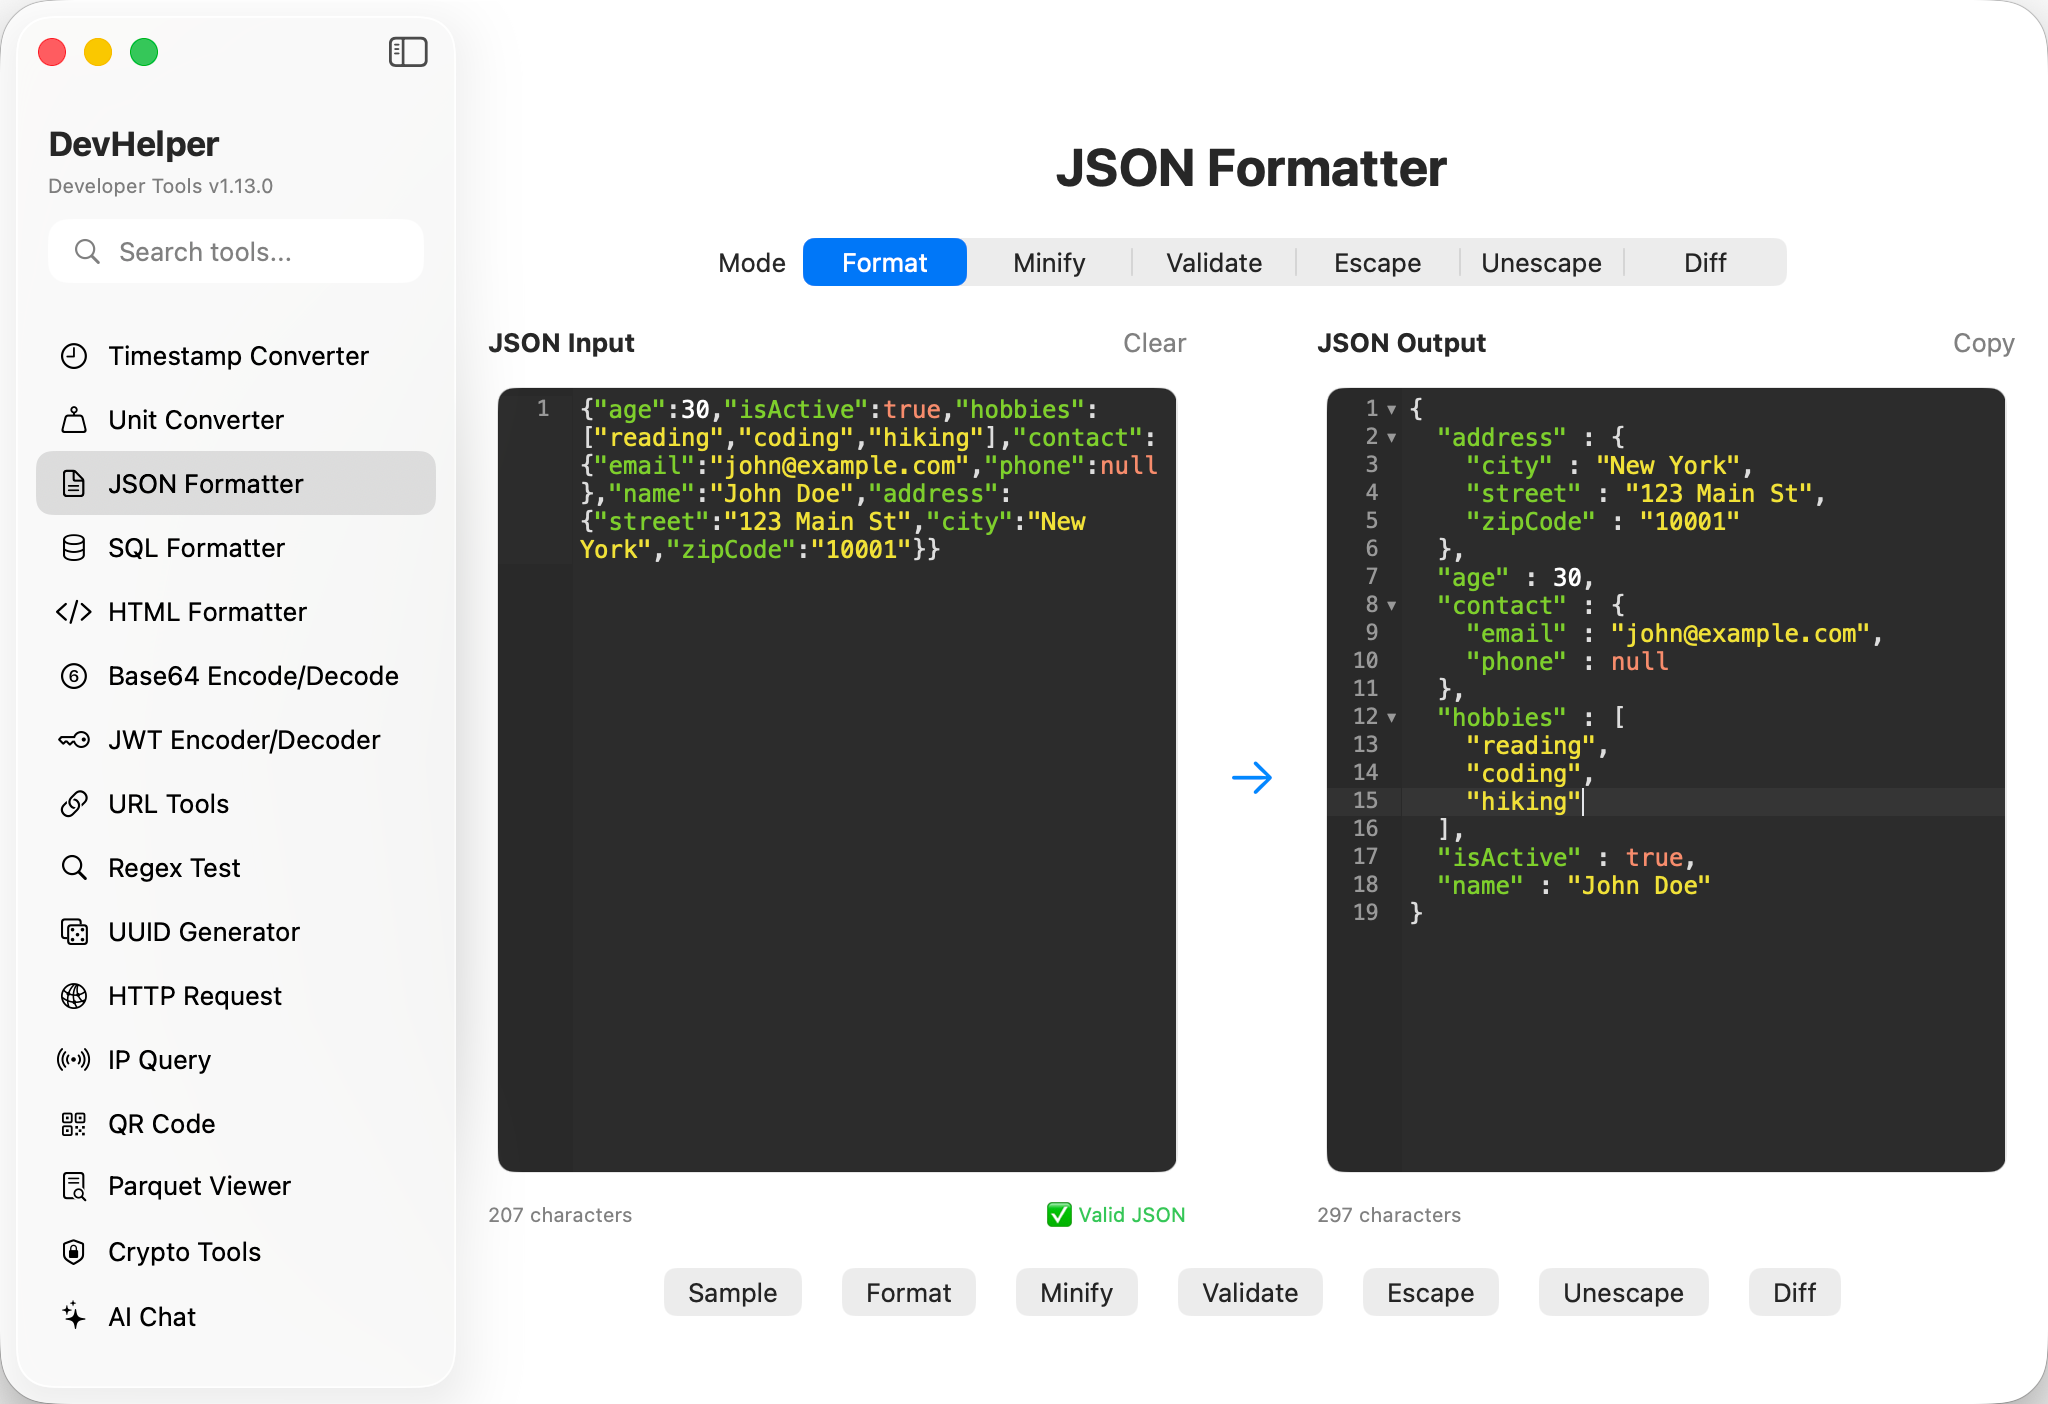 DevHelper
Developer Tools v1.13.0
Search tools...
Timestamp Converter
Unit Converter
JSON Formatter
SQL Formatter
HTML Formatter
Base64 Encode/Decode
JWT Encoder/Decoder
URL Tools
Regex Test
UUID Generator
HTTP Request
IP Query
QR Code
Parquet Viewer
Crypto Tools
AI Chat
JSON Formatter
Mode Format Minify Validate Escape Unescape Diff
JSON Input Clear
1 {"age":30,"isActive":true,"hobbies":
["reading","coding","hiking"],"contact":
{"email":"john@example.com","phone":null
},"name":"John Doe","address":
{"street":"123 Main St","city":"New
York","zipCode":"10001"}}
207 characters ✅ Valid JSON
JSON Output Copy
1 {
2 "address" : {
3 "city" : "New York",
4 "street" : "123 Main St",
5 "zipCode" : "10001"
6 },
7 "age" : 30,
8 "contact" : {
9 "email" : "john@example.com",
10 "phone" : null
11 },
12 "hobbies" : [
13 "reading",
14 "coding",
15 "hiking"
16 ],
17 "isActive" : true,
18 "name" : "John Doe"
19 }
297 characters
Sample Format Minify Validate Escape Unescape Diff